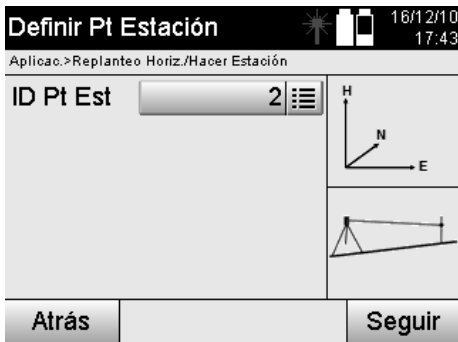 Definir Pt Estación
16/12/10
17:43
Aplicac.>Replanteo Horiz./Hacer Estación
ID Pt Est
2
H
N
E
Atrás
Seguir